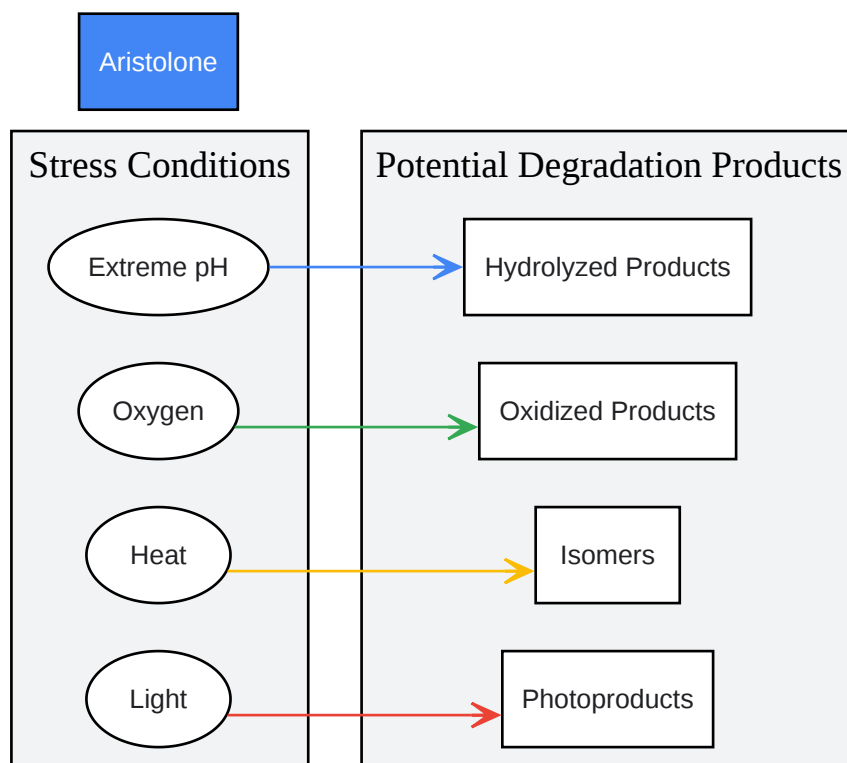 Aristolone
Stress Conditions
Potential Degradation Products
Extreme pH
Hydrolyzed Products
Oxygen
Oxidized Products
Heat
Isomers
Light
Photoproducts